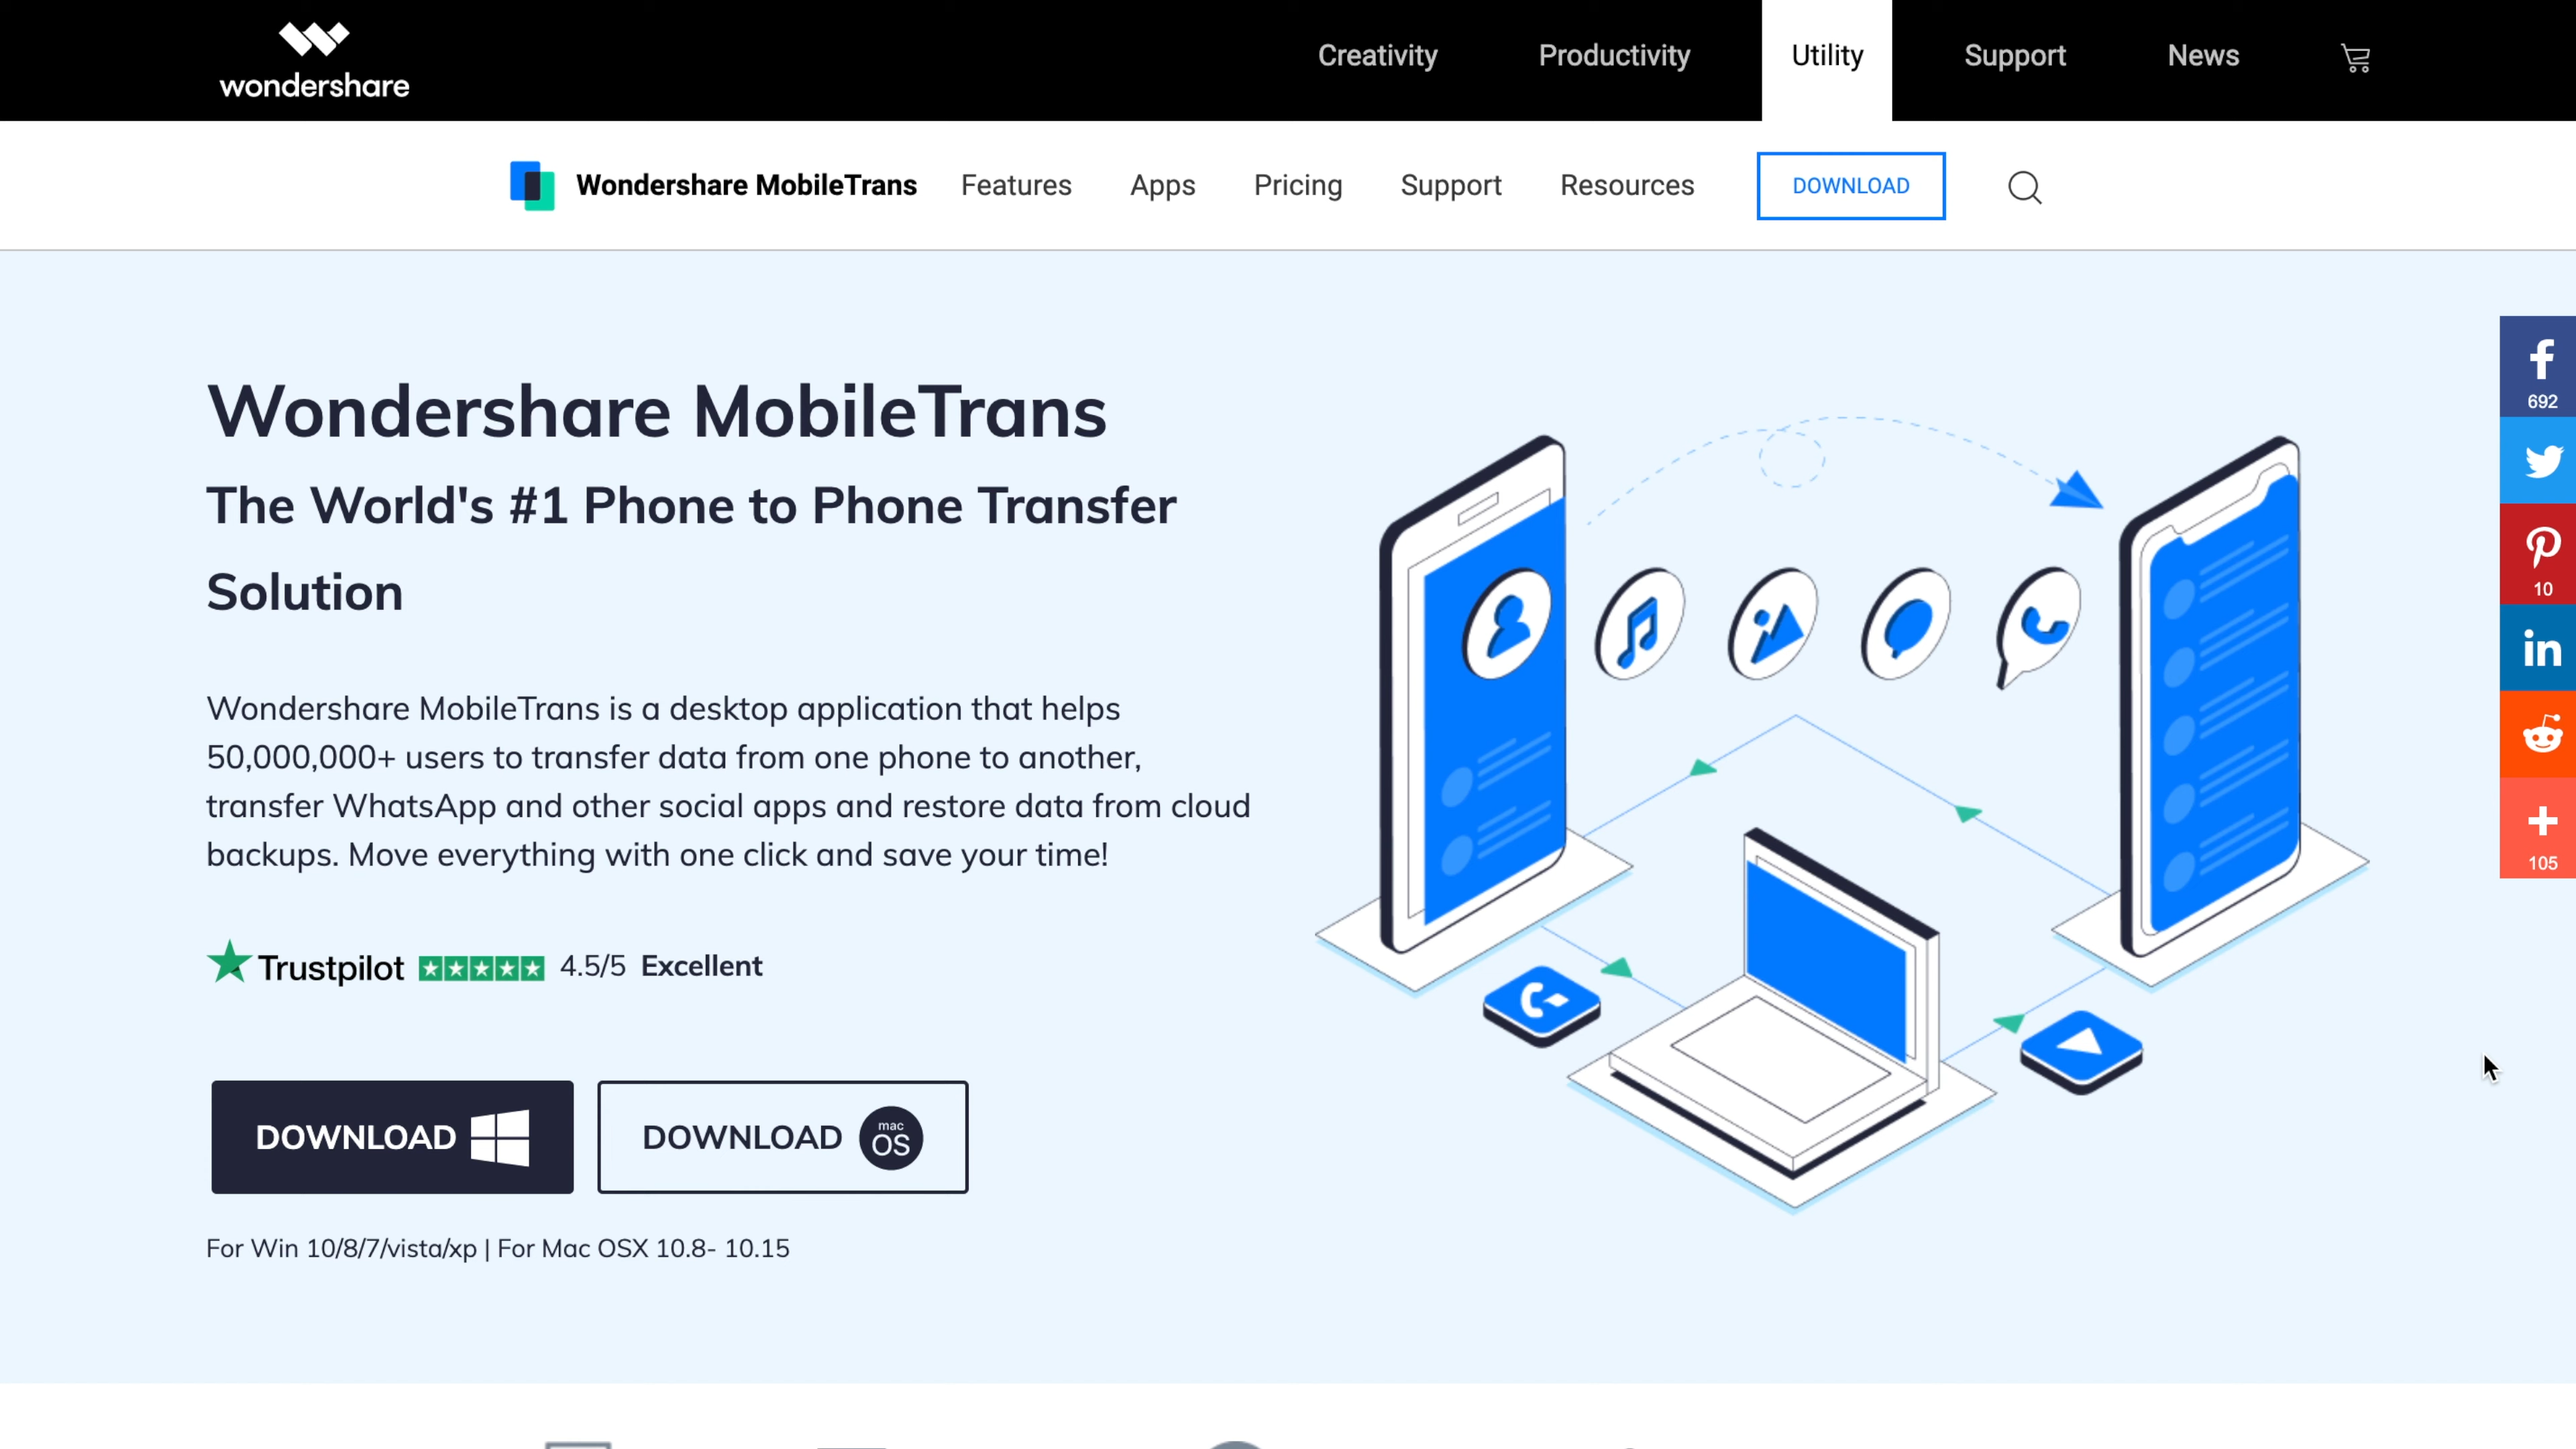 wondershare
Creativity
Productivity
Utility
Support
News
Wondershare MobileTrans
Features
Apps
Pricing
Support
Resources
DOWNLOAD
Wondershare MobileTrans
The World's #1 Phone to Phone Transfer
Solution
Wondershare MobileTrans is a desktop application that helps
50,000,000+ users to transfer data from one phone to another,
transfer WhatsApp and other social apps and restore data from cloud
backups. Move everything with one click and save your time!
Trustpilot 4.5/5 Excellent
DOWNLOAD
DOWNLOAD
mac
OS
For Win 10/8/7/vista/xp | For Mac OSX 10.8- 10.15
692
10
in
105